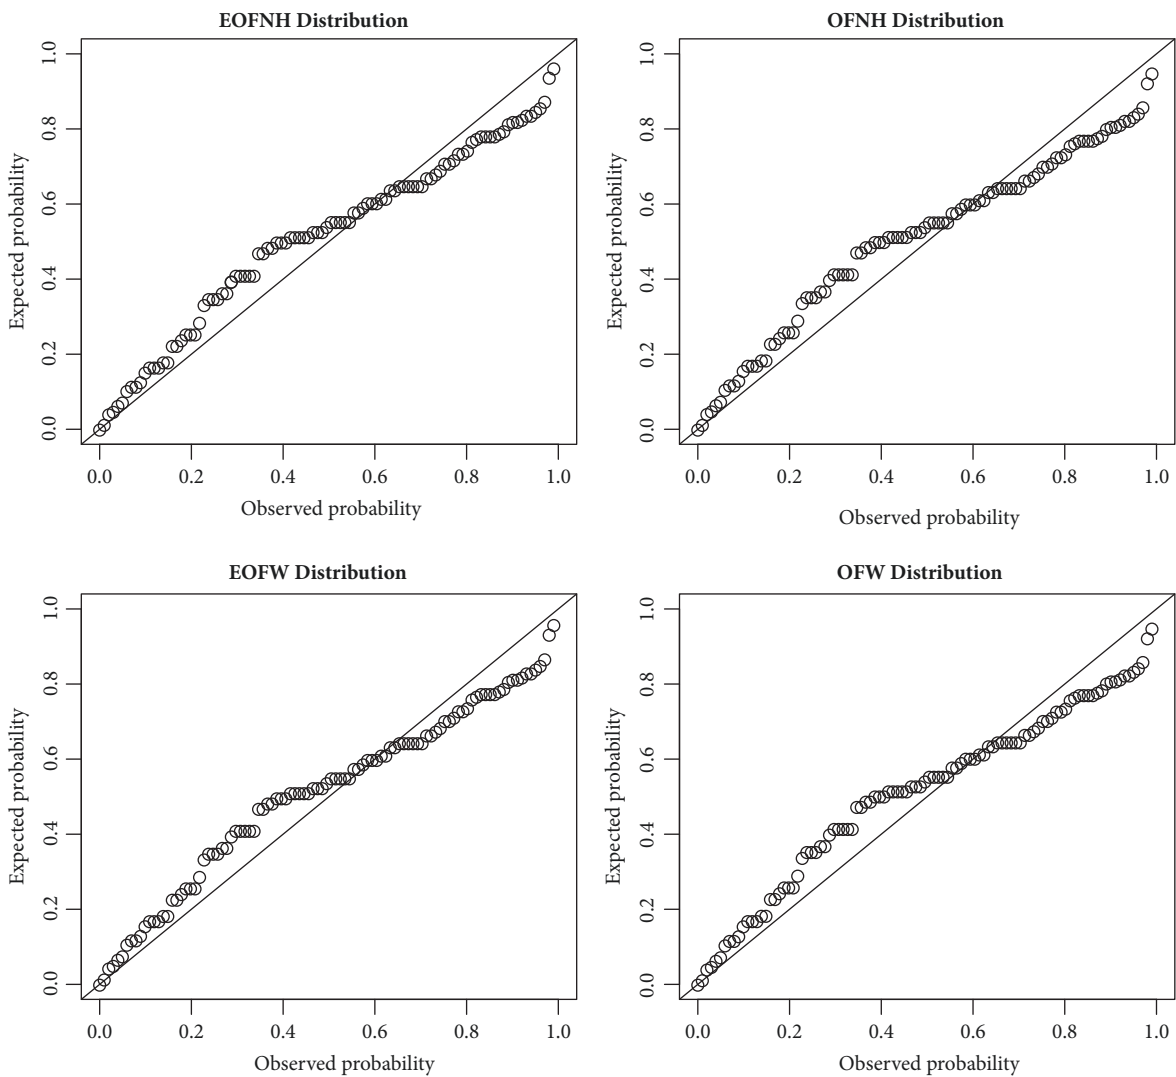 EOFNH Distribution
Expected probability
1.0
0.8
0.6
0.4
0.2
0.0
0.0 0.2 0.4 0.6 0.8 1.0
Observed probability
OFNH Distribution
Expected probability
1.0
0.8
0.6
0.4
0.2
0.0
0.0 0.2 0.4 0.6 0.8 1.0
Observed probability
EOFW Distribution
Expected probability
1.0
0.8
0.6
0.4
0.2
0.0
0.0 0.2 0.4 0.6 0.8 1.0
Observed probability
OFW Distribution
Expected probability
1.0
0.8
0.6
0.4
0.2
0.0
0.0 0.2 0.4 0.6 0.8 1.0
Observed probability